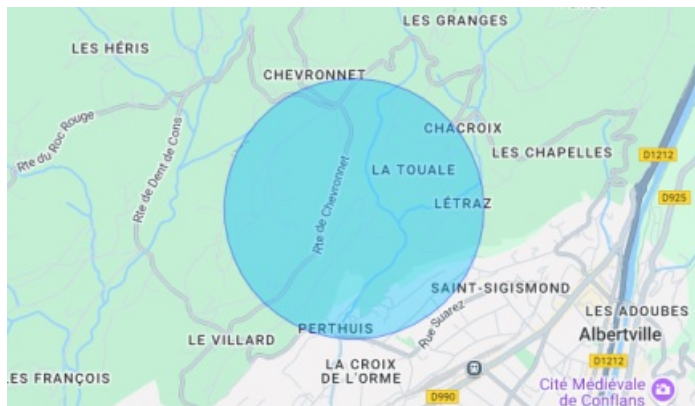 LES GRANGES
LES HÉRIS
CHEVRONNET
Rte du Roc Rouge
Rte de Dent de Cons
Rte de Chevronnet
CHACROIX
LES CHAPELLES
D1212
LA TOUALE
D925
LÉTRAZ
SAINT-SIGISMOND
Rue Suarez
LES ADOUBES
Albertville
PERTHUIS
LE VILLARD
D1212
LA CROIX
DE L'ORME
ES FRANÇOIS
D990
Cité Médiévale
de Conflans